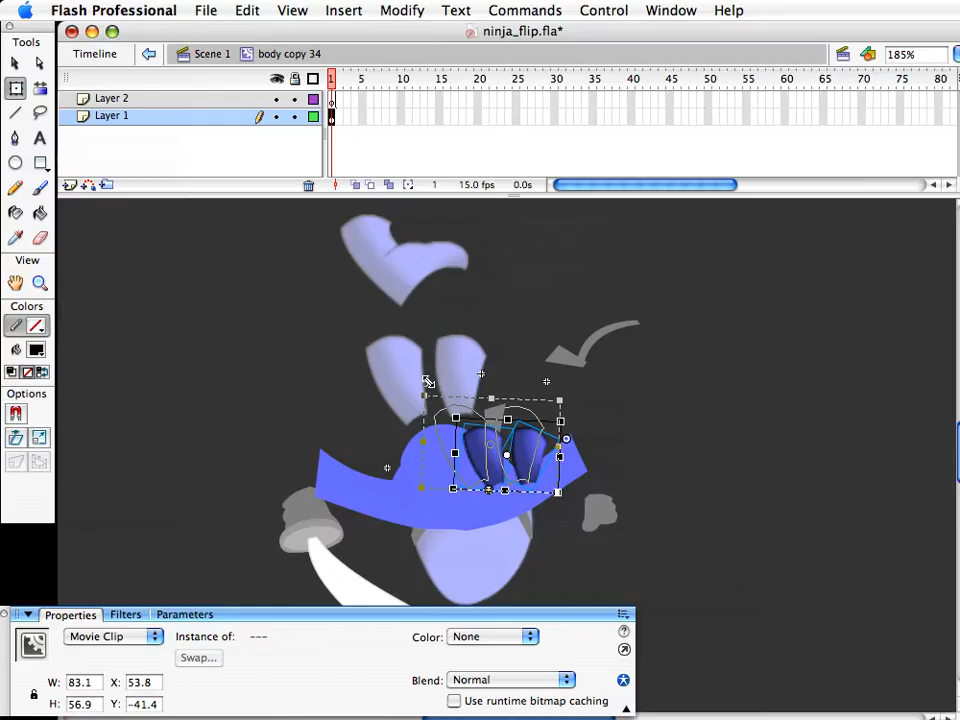 Flash Professional File Edit View Insert Modify Text Commands Control Window Help
ninja_flip.fla*
Timeline Scene 1 body copy 34 185%
Tools
1 5 10 15 20 25 30 35 40 45 50 55 60 65 70 75 80
Layer 2
Layer 1
1 15.0 fps 0.0s
View
Colors
Options
Properties Filters Parameters
Movie Clip Instance of: --- Color: None
Swap...
W: 83.1 X: 53.8 Blend: Normal
H: 56.9 Y: -41.4 Use runtime bitmap caching